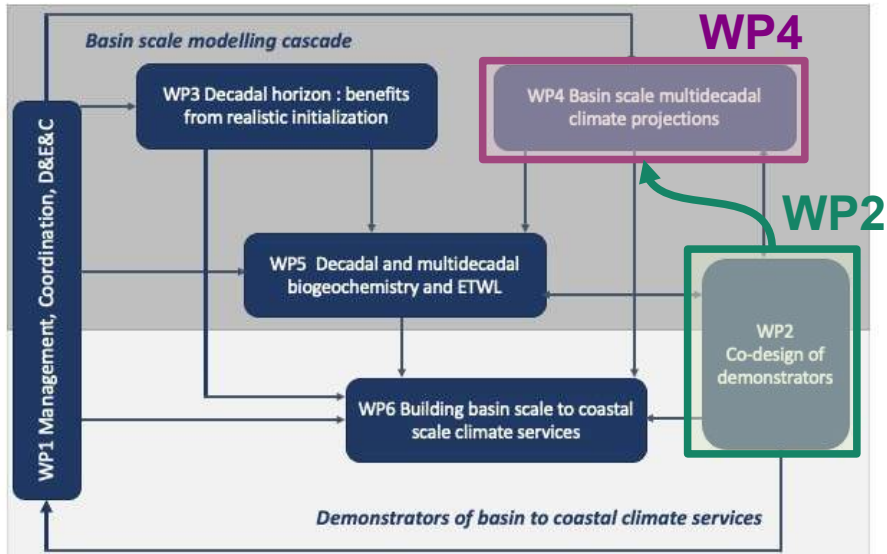 WP4
Basin scale modelling cascade
WP3 Decadal horizon : benefits
from realistic initialization
WP4 Basin scale multidecadal
climate projections
WP2
WP1 Management, Coordination, D&E&C
WP5 Decadal and multidecadal
biogeochemistry and ETWL
WP2
Co-design of
demonstrators
WP6 Building basin scale to coastal
scale climate services
Demonstrators of basin to coastal climate services